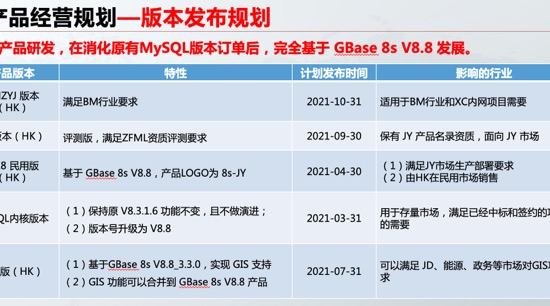 产品经营规划—版本发布规划
产品研发，在消化原有MySQL版本订单后，完全基于 GBase 8s V8.8 发展。
产品版本 特性 计划发布时间 影响的行业
ZYJ 版本
（HK） 满足BM行业要求 2021-10-31 适用于BM行业和XC内网项目需要
版本（HK） 评测版，满足ZFML资质评测要求 2021-09-30 保有 JY 产品名录资质，面向 JY 市场
8 民用版
（HK） 基于 GBase 8s V8.8，产品LOGO为 8s-JY 2021-04-30 （1）满足JY市场生产部署要求
（2）由HK在民用市场销售
QL内核版本 （1）保持原 V8.3.1.6 功能不变，且不做演进；
（2）版本号升级为 V8.8 2021-03-31 用于存量市场，满足已经中标和签约的项
的需要
版（HK） （1）基于GBase 8s V8.8_3.3.0，实现 GIS 支持
（2）GIS 功能可以合并到 GBase 8s V8.8 产品 2021-07-31 可以满足 JD、能源、政务等市场对GIS
求